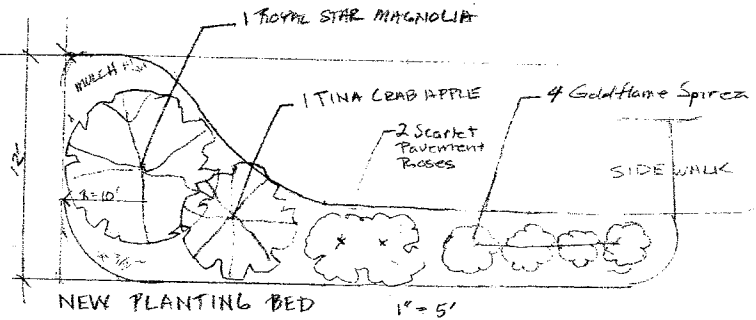 1 ROYAL STAR MAGNOLIA
1 TINA CRAB APPLE
4 Goldflame Spirea
2 Scarlet
Pavement
Roses
SIDEWALK
MULCH
12'
R=10'
NEW PLANTING BED
1" = 5'